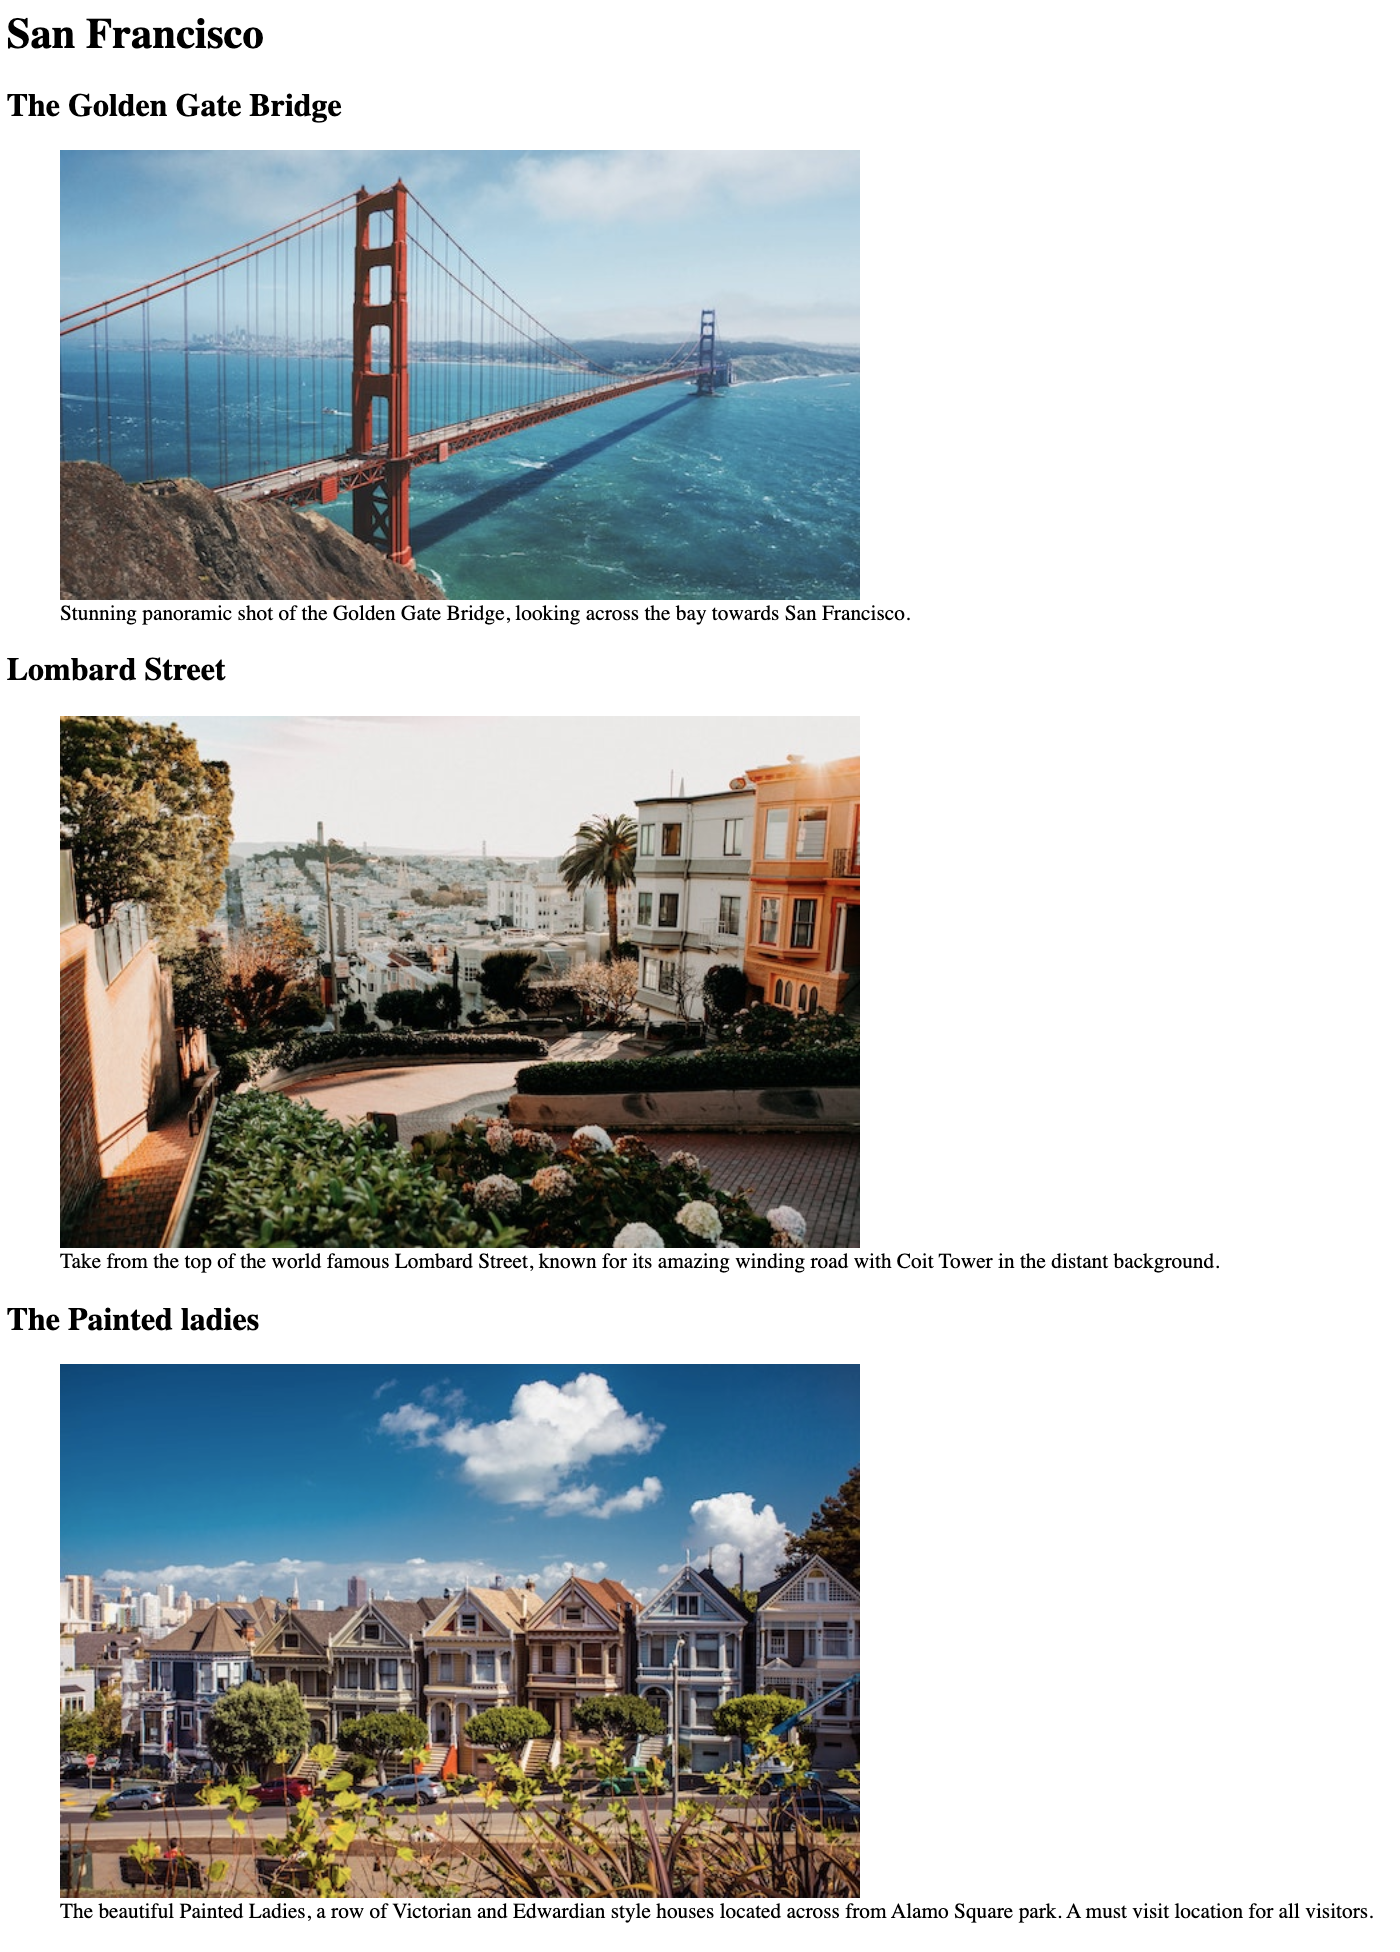 San Francisco
The Golden Gate Bridge
Stunning panoramic shot of the Golden Gate Bridge, looking across the bay towards San Francisco.
Lombard Street
Take from the top of the world famous Lombard Street, known for its amazing winding road with Coit Tower in the distant background.
The Painted ladies
The beautiful Painted Ladies, a row of Victorian and Edwardian style houses located across from Alamo Square park. A must visit location for all visitors.